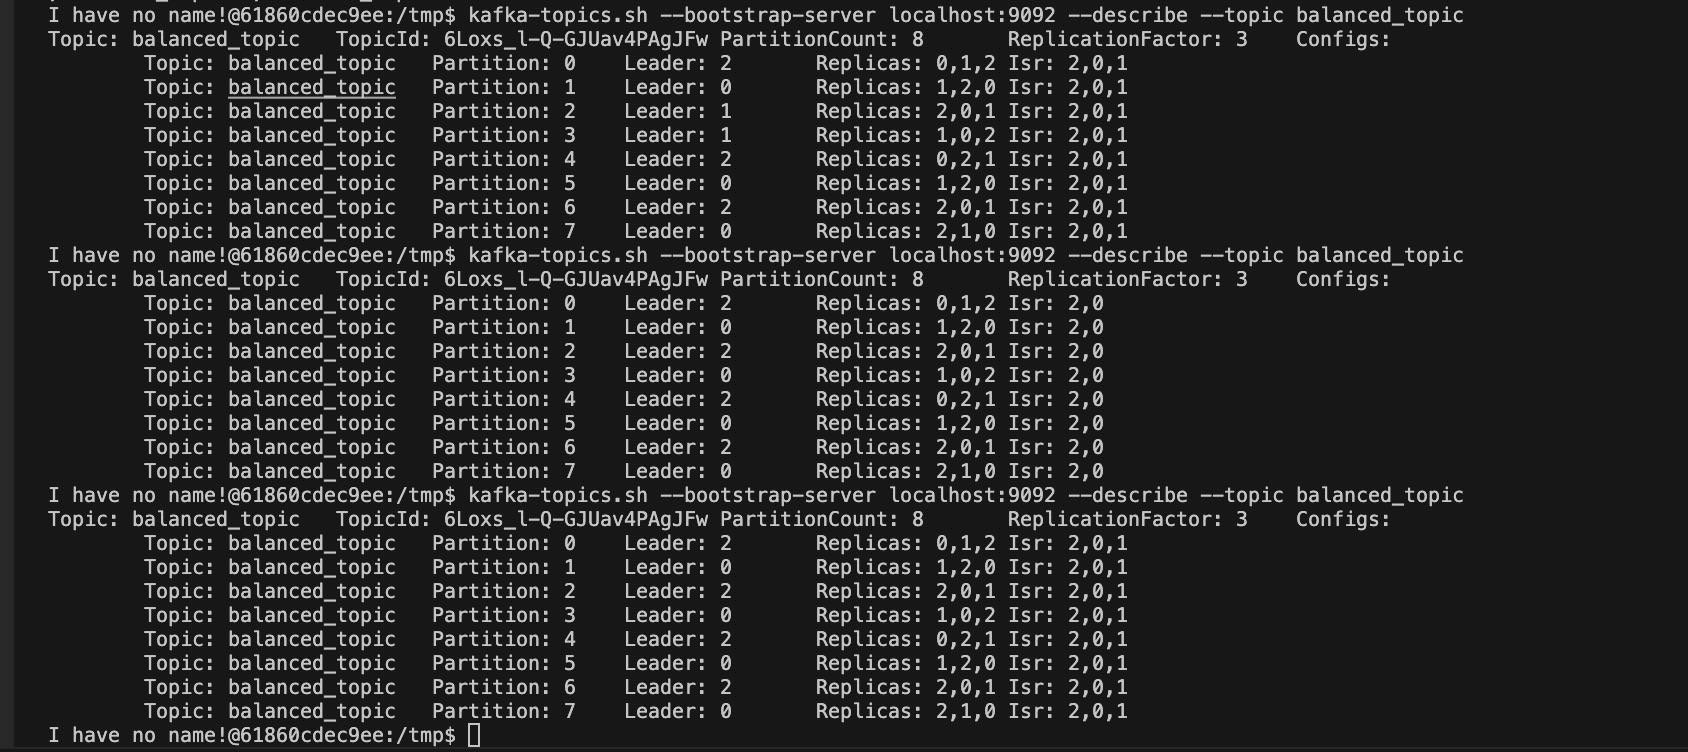 I have no name!@61860cdec9ee:/tmp$ kafka-topics.sh --bootstrap-server localhost:9092 --describe --topic balanced_topic
Topic: balanced_topic   TopicId: 6Loxs_l-Q-GJUav4PAgJFw PartitionCount: 8       ReplicationFactor: 3    Configs:
        Topic: balanced_topic   Partition: 0    Leader: 2       Replicas: 0,1,2 Isr: 2,0,1
        Topic: balanced_topic   Partition: 1    Leader: 0       Replicas: 1,2,0 Isr: 2,0,1
        Topic: balanced_topic   Partition: 2    Leader: 1       Replicas: 2,0,1 Isr: 2,0,1
        Topic: balanced_topic   Partition: 3    Leader: 1       Replicas: 1,0,2 Isr: 2,0,1
        Topic: balanced_topic   Partition: 4    Leader: 2       Replicas: 0,2,1 Isr: 2,0,1
        Topic: balanced_topic   Partition: 5    Leader: 0       Replicas: 1,2,0 Isr: 2,0,1
        Topic: balanced_topic   Partition: 6    Leader: 2       Replicas: 2,0,1 Isr: 2,0,1
        Topic: balanced_topic   Partition: 7    Leader: 0       Replicas: 2,1,0 Isr: 2,0,1
I have no name!@61860cdec9ee:/tmp$ kafka-topics.sh --bootstrap-server localhost:9092 --describe --topic balanced_topic
Topic: balanced_topic   TopicId: 6Loxs_l-Q-GJUav4PAgJFw PartitionCount: 8       ReplicationFactor: 3    Configs:
        Topic: balanced_topic   Partition: 0    Leader: 2       Replicas: 0,1,2 Isr: 2,0
        Topic: balanced_topic   Partition: 1    Leader: 0       Replicas: 1,2,0 Isr: 2,0
        Topic: balanced_topic   Partition: 2    Leader: 2       Replicas: 2,0,1 Isr: 2,0
        Topic: balanced_topic   Partition: 3    Leader: 0       Replicas: 1,0,2 Isr: 2,0
        Topic: balanced_topic   Partition: 4    Leader: 2       Replicas: 0,2,1 Isr: 2,0
        Topic: balanced_topic   Partition: 5    Leader: 0       Replicas: 1,2,0 Isr: 2,0
        Topic: balanced_topic   Partition: 6    Leader: 2       Replicas: 2,0,1 Isr: 2,0
        Topic: balanced_topic   Partition: 7    Leader: 0       Replicas: 2,1,0 Isr: 2,0
I have no name!@61860cdec9ee:/tmp$ kafka-topics.sh --bootstrap-server localhost:9092 --describe --topic balanced_topic
Topic: balanced_topic   TopicId: 6Loxs_l-Q-GJUav4PAgJFw PartitionCount: 8       ReplicationFactor: 3    Configs:
        Topic: balanced_topic   Partition: 0    Leader: 2       Replicas: 0,1,2 Isr: 2,0,1
        Topic: balanced_topic   Partition: 1    Leader: 0       Replicas: 1,2,0 Isr: 2,0,1
        Topic: balanced_topic   Partition: 2    Leader: 2       Replicas: 2,0,1 Isr: 2,0,1
        Topic: balanced_topic   Partition: 3    Leader: 0       Replicas: 1,0,2 Isr: 2,0,1
        Topic: balanced_topic   Partition: 4    Leader: 2       Replicas: 0,2,1 Isr: 2,0,1
        Topic: balanced_topic   Partition: 5    Leader: 0       Replicas: 1,2,0 Isr: 2,0,1
        Topic: balanced_topic   Partition: 6    Leader: 2       Replicas: 2,0,1 Isr: 2,0,1
        Topic: balanced_topic   Partition: 7    Leader: 0       Replicas: 2,1,0 Isr: 2,0,1
I have no name!@61860cdec9ee:/tmp$